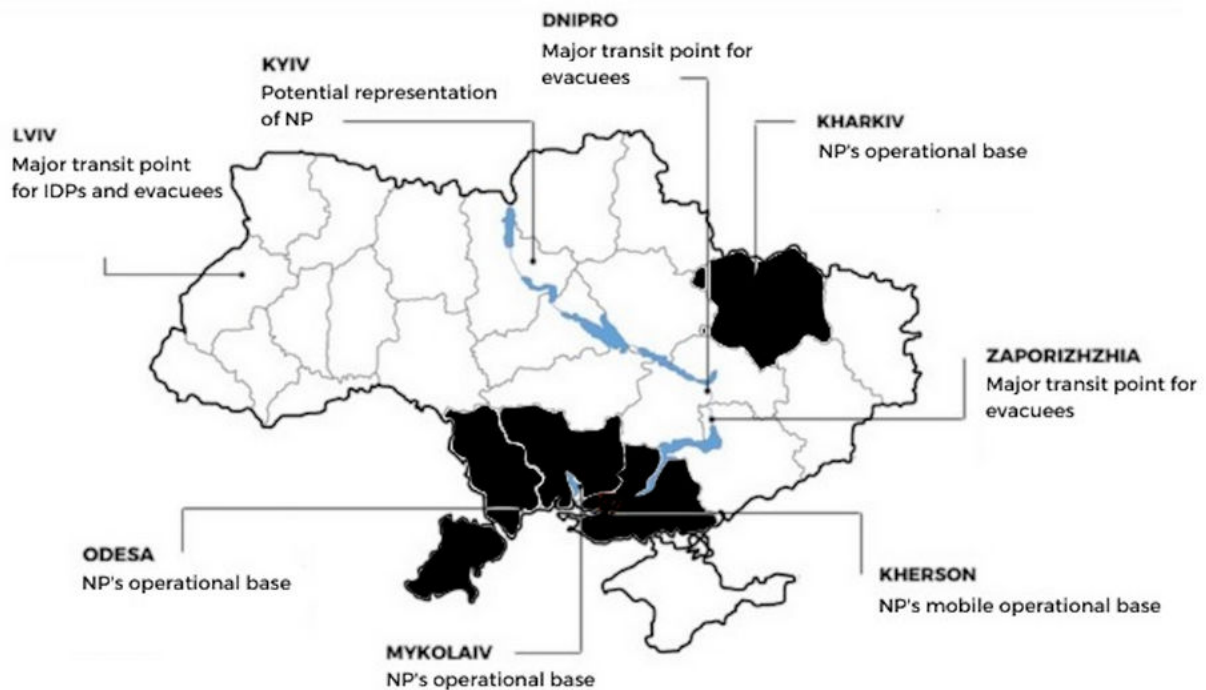 DNIPRO
Major transit point for
evacuees
KYIV
Potential representation
of NP
KHARKIV
NP's operational base
LVIV
Major transit point
for IDPs and evacuees
ZAPORIZHZHIA
Major transit point for
evacuees
ODESA
NP's operational base
KHERSON
NP's mobile operational base
MYKOLAIV
NP's operational base